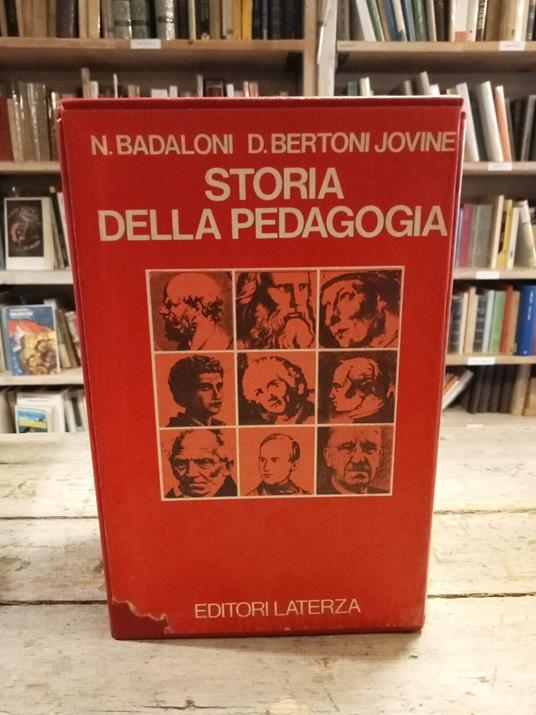 N. BADALONI D. BERTONI JOVINE
STORIA
DELLA PEDAGOGIA
EDITORI LATERZA